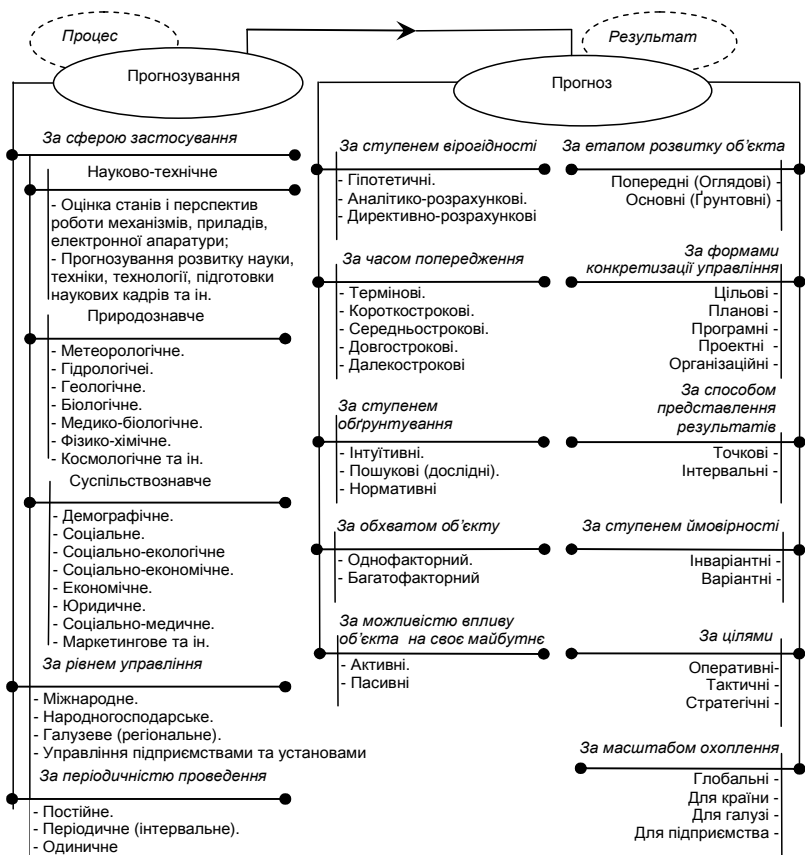 Процес
Прогнозування
Результат
Прогноз
За сферою застосування
Науково-технічне
- Оцінка станів і перспектив
роботи механізмів, приладів,
електронної апаратури;
- Прогнозування розвитку науки,
техніки, технології, підготовки
наукових кадрів та ін.
Природознавче
- Метеорологічне.
- Гідрологічеі.
- Геологічне.
- Біологічне.
- Медико-біологічне.
- Фізико-хімічне.
- Космологічне та ін.
Суспільствознавче
- Демографічне.
- Соціальне.
- Соціально-екологічне
- Соціально-економічне.
- Економічне.
- Юридичне.
- Соціально-медичне.
- Маркетингове та ін.
За рівнем управління
- Міжнародне.
- Народногосподарське.
- Галузеве (регіональне).
- Управління підприємствами та установами
За періодичністю проведення
- Постійне.
- Періодичне (інтервальне).
- Одиничне
За ступенем вірогідності
- Гіпотетичні.
- Аналітико-розрахункові.
- Директивно-розрахункові
За часом попередження
- Термінові.
- Короткострокові.
- Середньострокові.
- Довгострокові.
- Далекострокові
За ступенем
обґрунтування
- Інтуїтивні.
- Пошукові (дослідні).
- Нормативні
За обхватом об’єкту
- Однофакторний.
- Багатофакторний
За можливістю впливу
об’єкта на своє майбутнє
- Активні.
- Пасивні
За етапом розвитку об’єкта
Попередні (Оглядові) -
Основні (Ґрунтовні) -
За формами
конкретизації управління
Цільові -
Планові -
Програмні -
Проектні -
Організаційні -
За способом
представлення
результатів
Точкові -
Інтервальні -
За ступенем ймовірності
Інваріантні -
Варіантні -
За цілями
Оперативні-
Тактичні -
Стратегічні -
За масштабом охоплення
Глобальні -
Для країни -
Для галузі -
Для підприємства -